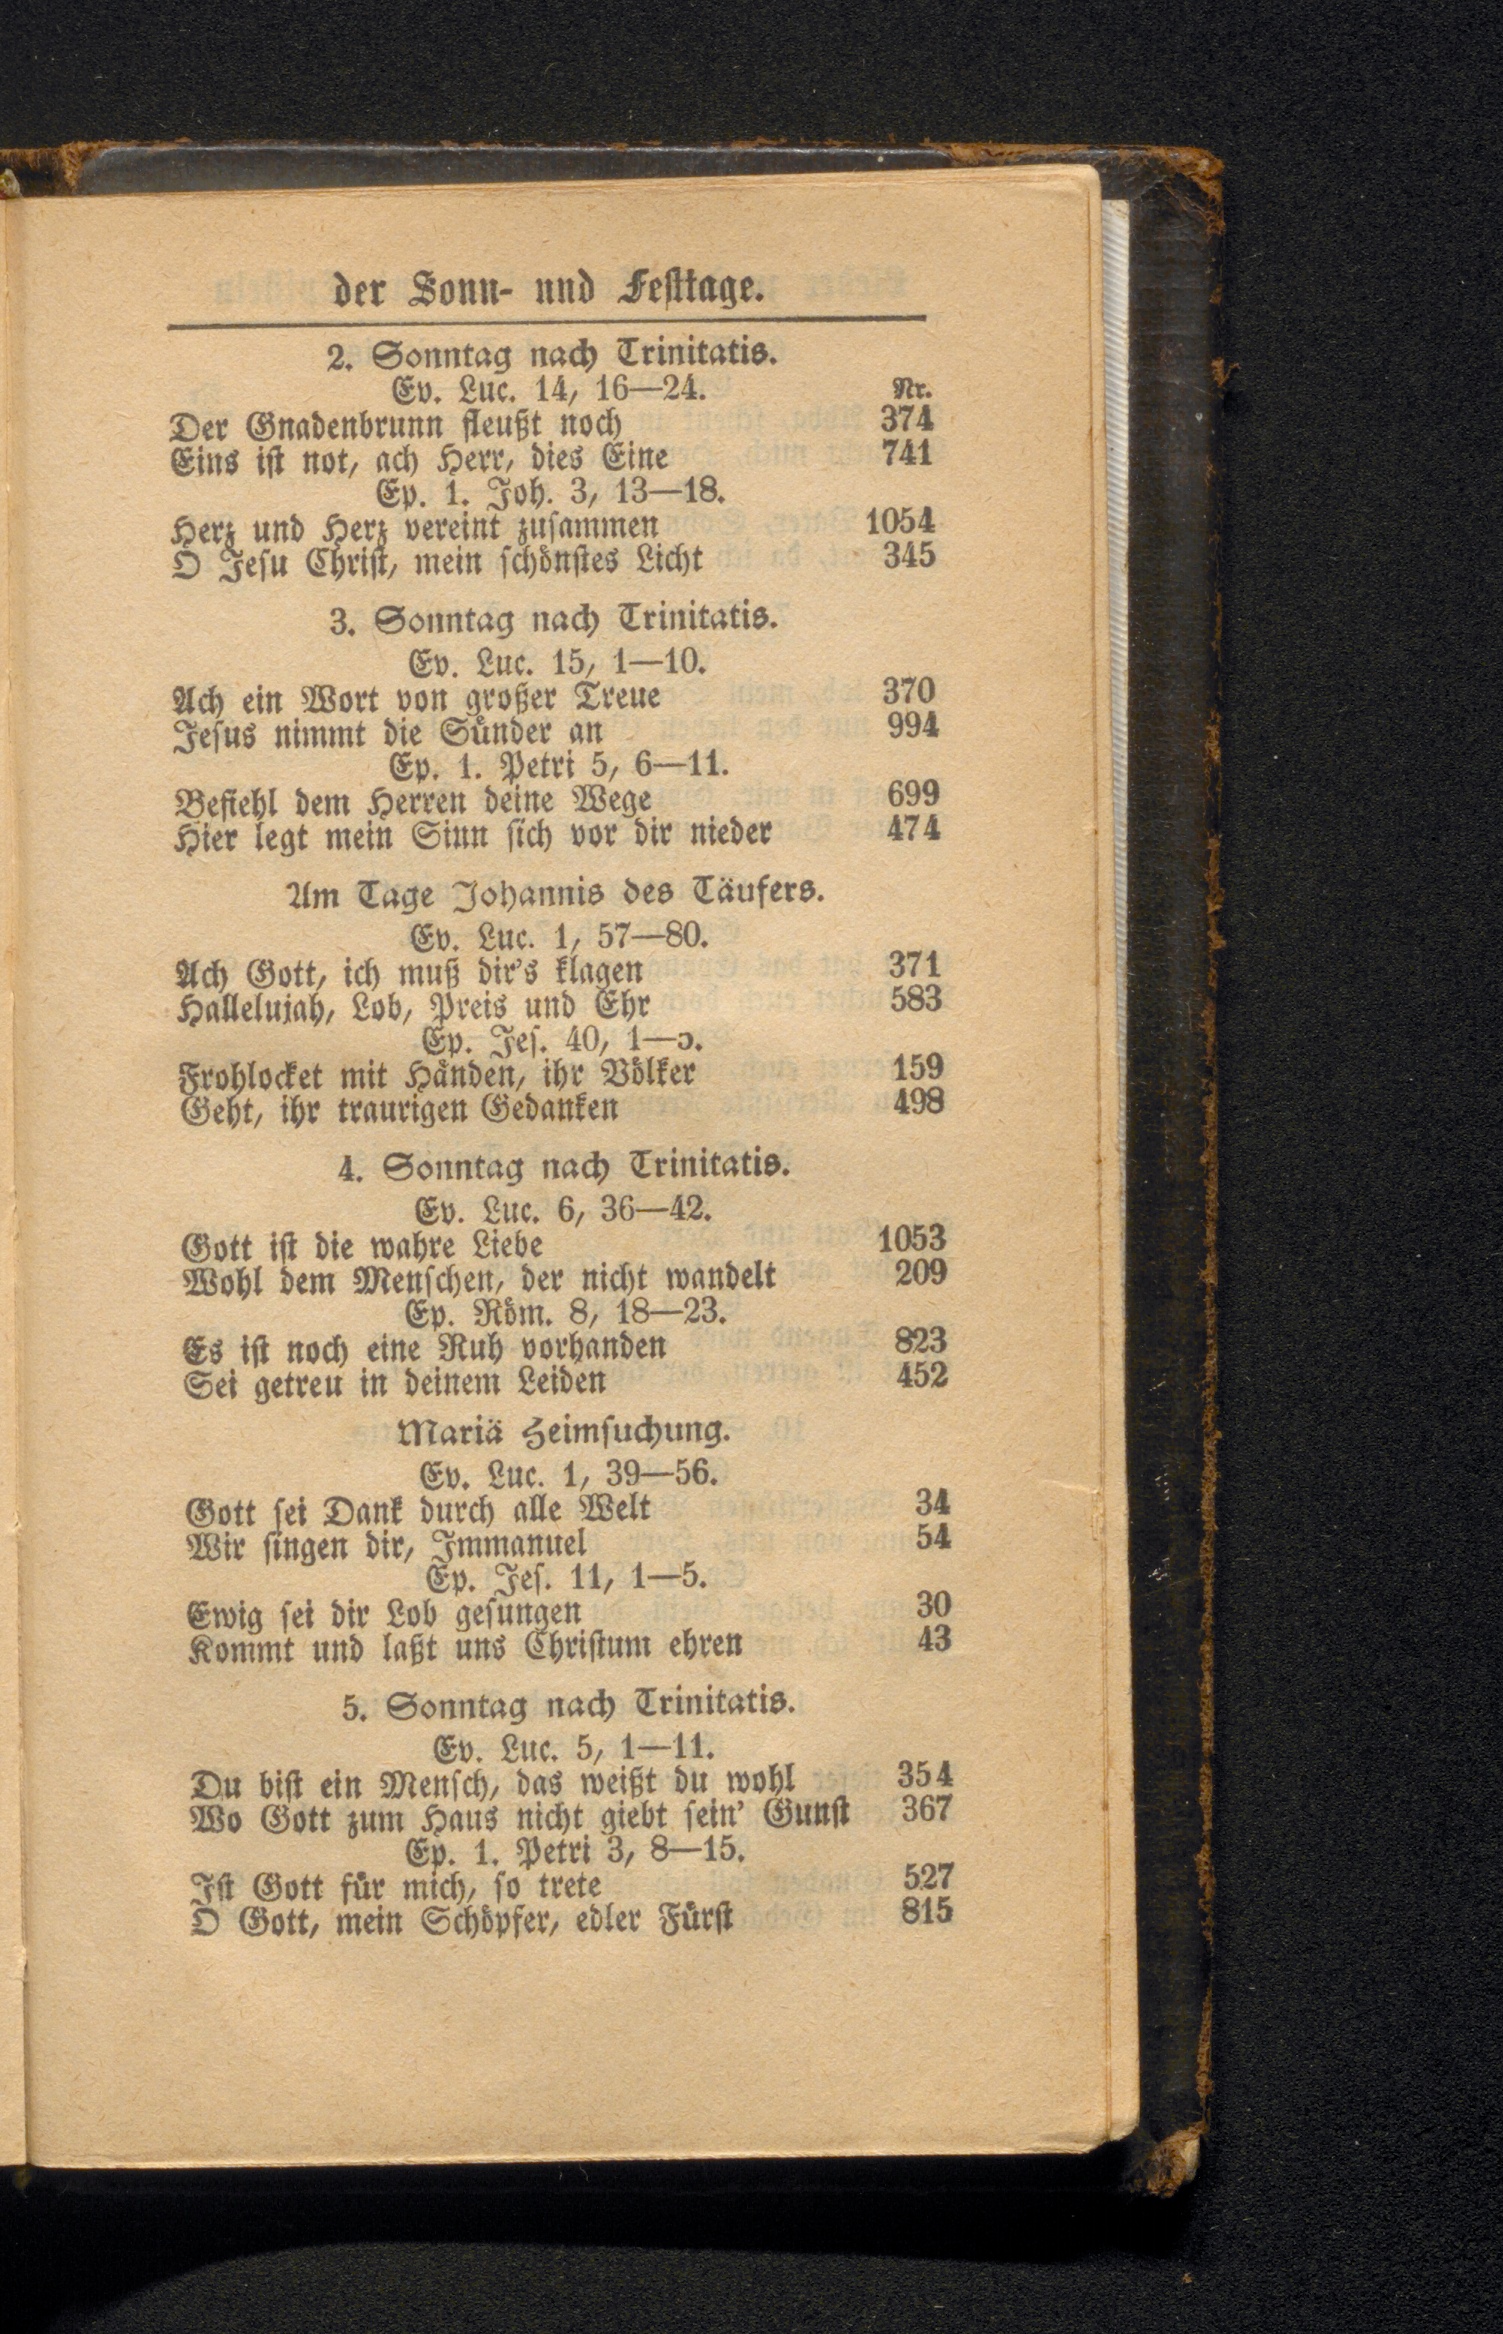 der Sonn- und Festtage.
2. Sonntag nach Trinitatis.
Ev. Luc. 14, 16—24. Nr.
Der Gnadenbrunn fleußt noch 374
Eins ist not, ach Herr, dies Eine 741
Ep. 1. Joh. 3, 13—18.
Herz und Herz vereint zusammen 1054
O Jesu Christ, mein schönstes Licht 345
3. Sonntag nach Trinitatis.
Ev. Luc. 15, 1—10.
Ach ein Wort von großer Treue 370
Jesus nimmt die Sünder an 994
Ep. 1. Petri 5, 6—11.
Befiehl dem Herren deine Wege 699
Hier legt mein Sinn sich vor dir nieder 474
Am Tage Johannis des Täufers.
Ev. Luc. 1, 57—80.
Ach Gott, ich muß dir's klagen 371
Hallelujah, Lob, Preis und Ehr 583
Ep. Jes. 40, 1—5.
Frohlocket mit Händen, ihr Völker 159
Geht, ihr traurigen Gedanken 498
4. Sonntag nach Trinitatis.
Ev. Luc. 6, 36—42.
Gott ist die wahre Liebe 1053
Wohl dem Menschen, der nicht wandelt 209
Ep. Röm. 8, 18—23.
Es ist noch eine Ruh vorhanden 823
Sei getreu in deinem Leiden 452
Mariä Heimsuchung.
Ev. Luc. 1, 39—56.
Gott sei Dank durch alle Welt 34
Wir singen dir, Immanuel 54
Ep. Jes. 11, 1—5.
Ewig sei dir Lob gesungen 30
Kommt und laßt uns Christum ehren 43
5. Sonntag nach Trinitatis.
Ev. Luc. 5, 1—11.
Du bist ein Mensch, das weißt du wohl 354
Wo Gott zum Haus nicht giebt sein' Gunst 367
Ep. 1. Petri 3, 8—15.
Ist Gott für mich, so trete 527
O Gott, mein Schöpfer, edler Fürst 815